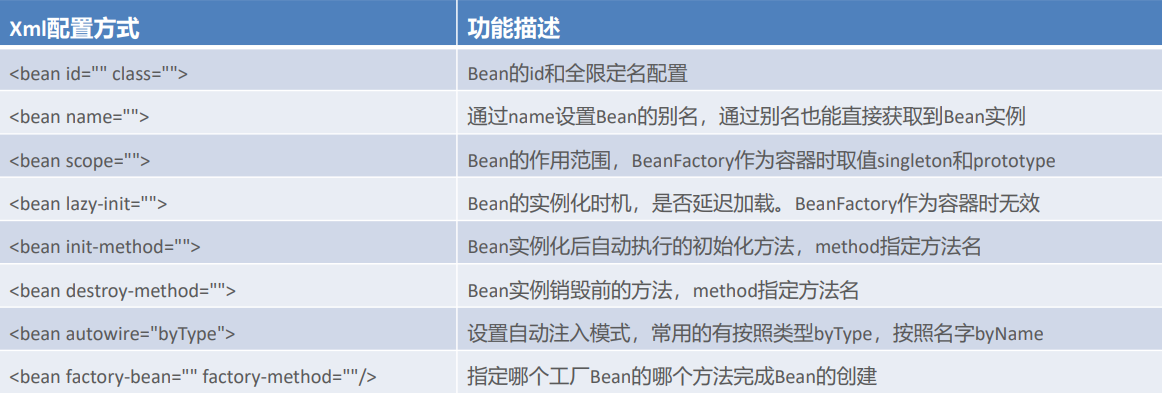 Xml配置方式 功能描述
<bean id="" class=""> Bean的id和全限定名配置
<bean name=""> 通过name设置Bean的别名，通过别名也能直接获取到Bean实例
<bean scope=""> Bean的作用范围，BeanFactory作为容器时取值singleton和prototype
<bean lazy-init=""> Bean的实例化时机，是否延迟加载。BeanFactory作为容器时无效
<bean init-method=""> Bean实例化后自动执行的初始化方法，method指定方法名
<bean destroy-method=""> Bean实例销毁前的方法，method指定方法名
<bean autowire="byType"> 设置自动注入模式，常用的有按照类型byType，按照名字byName
<bean factory-bean="" factory-method=""/> 指定哪个工厂Bean的哪个方法完成Bean的创建